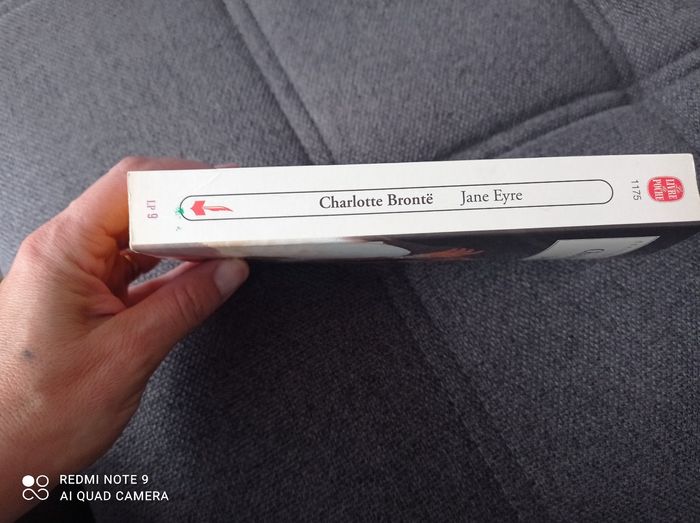 LP 9
Charlotte Brontë Jane Eyre
1175
LE
LIVRE
DE
POCHE
REDMI NOTE 9
AI QUAD CAMERA